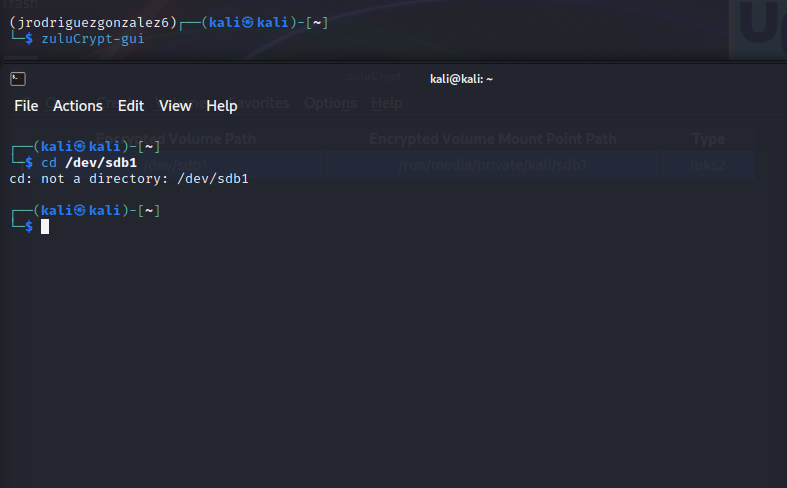 Trash
(jrodriguezgonzalez6)┌──(kali㉿kali)-[~]
└─$ zuluCrypt-gui
zuluCrypt
kali@kali: ~
File Actions Edit View Help
Favorites Options Help
┌──(kali㉿kali)-[~]
Encrypted Volume Path Encrypted Volume Mount Point Path Type
└─$ cd /dev/sdb1
/dev/sdb1 /run/media/private/kali/sdb1 luks2
cd: not a directory: /dev/sdb1
┌──(kali㉿kali)-[~]
└─$